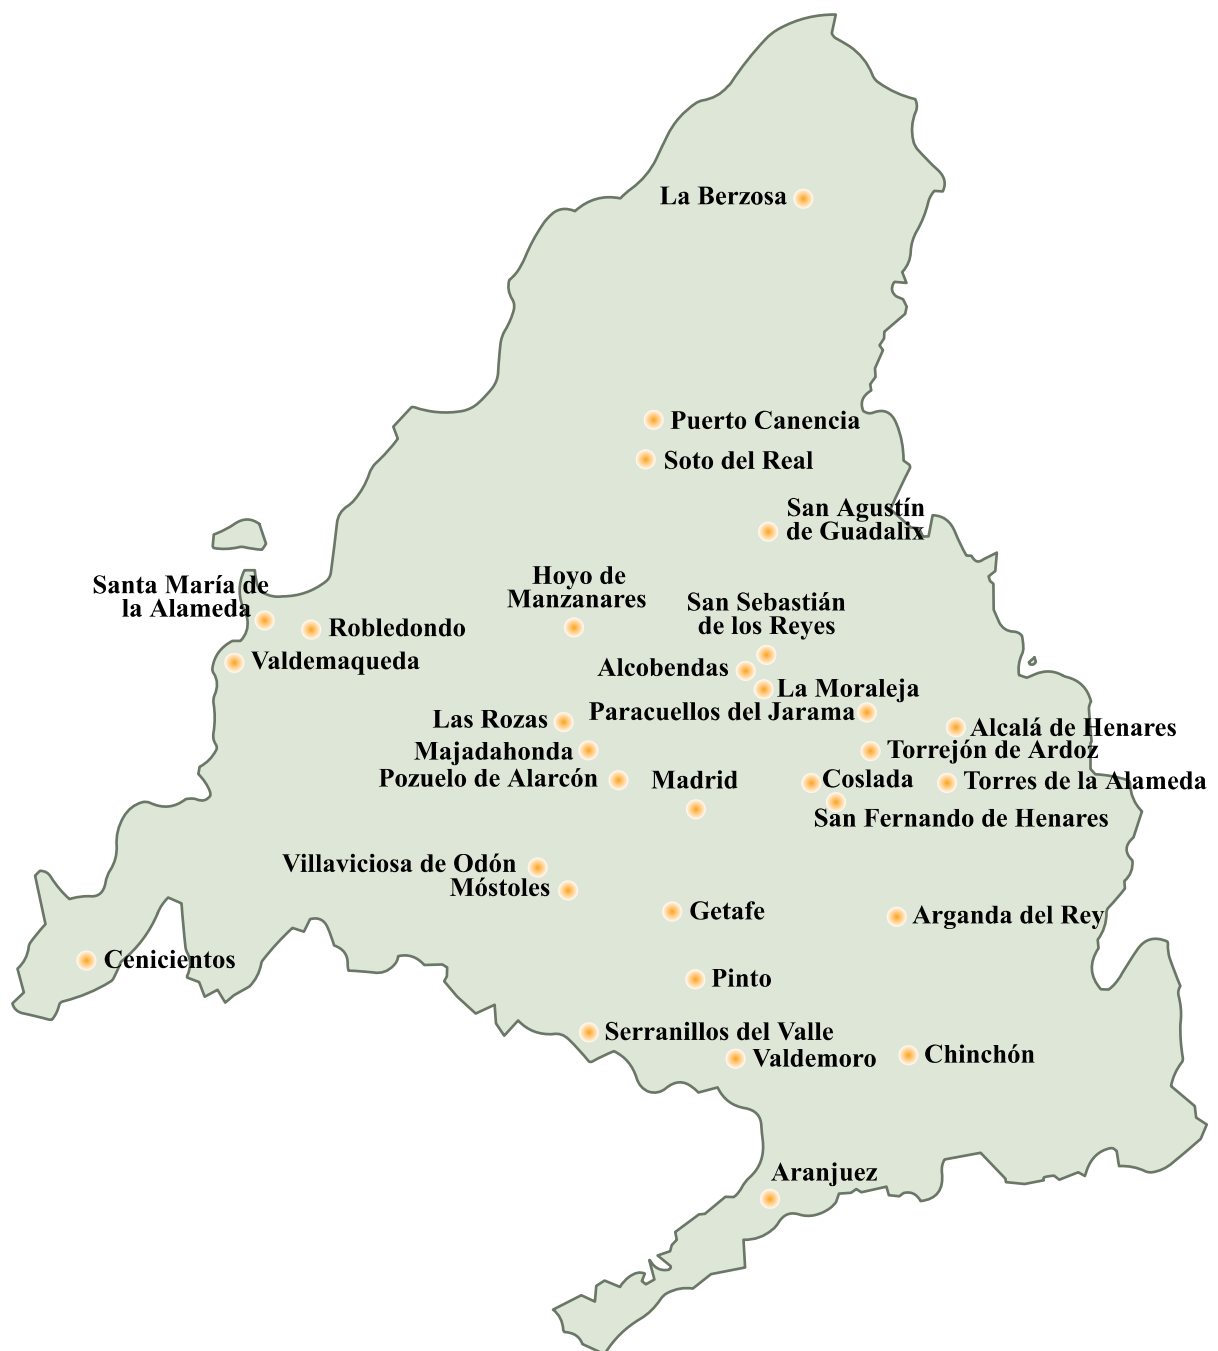 La Berzosa
Puerto Canencia
Soto del Real
San Agustín
de Guadalix
Hoyo de
Manzanares
Santa María de
la Alameda
San Sebastián
de los Reyes
Robledondo
Valdemaqueda
Alcobendas
La Moraleja
Paracuellos del Jarama
Las Rozas
Alcalá de Henares
Majadahonda
Torrejón de Ardoz
Pozuelo de Alarcón
Madrid
Coslada
Torres de la Alameda
San Fernando de Henares
Villaviciosa de Odón
Móstoles
Getafe
Arganda del Rey
Cenicientos
Pinto
Serranillos del Valle
Valdemoro
Chinchón
Aranjuez